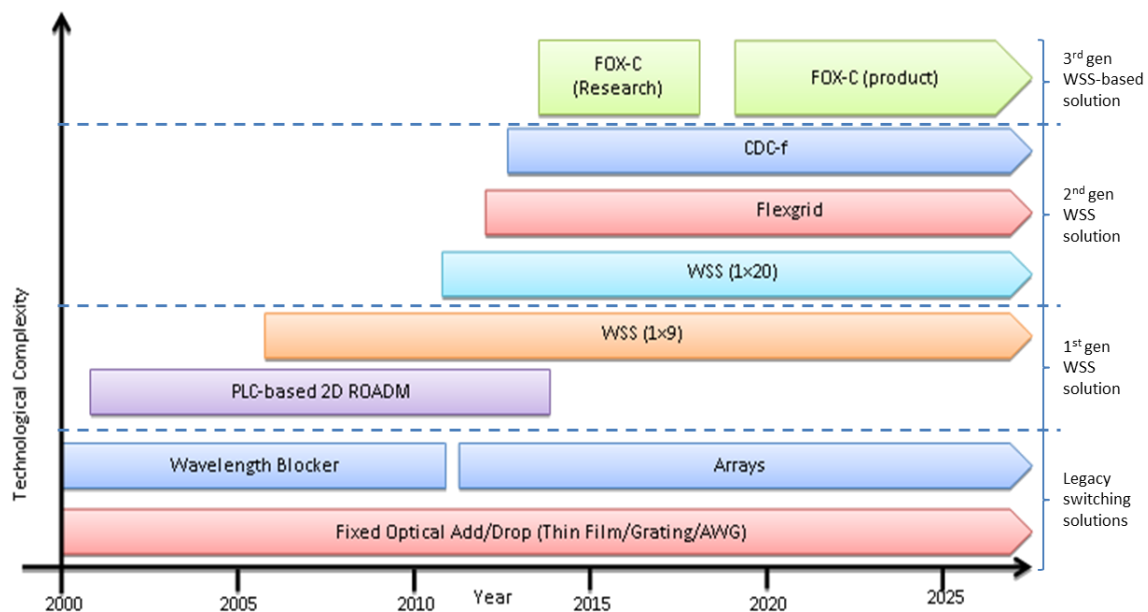 FOX-C
(Research)
FOX-C (product)
3rd gen
WSS-based
solution
CDC-f
Flexgrid
2nd gen
WSS
solution
WSS (1×20)
WSS (1×9)
1st gen
WSS
solution
PLC-based 2D ROADM
Wavelength Blocker
Arrays
Legacy
switching
solutions
Fixed Optical Add/Drop (Thin Film/Grating/AWG)
Technological Complexity
2000
2005
2010
Year
2015
2020
2025